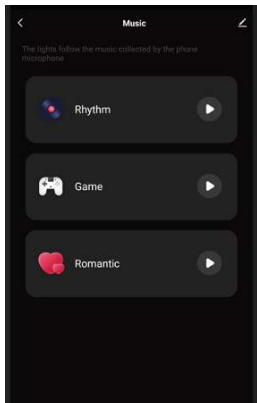 Music
The lights follow the music collected by the phone
microphone
Rhythm
Game
Romantic